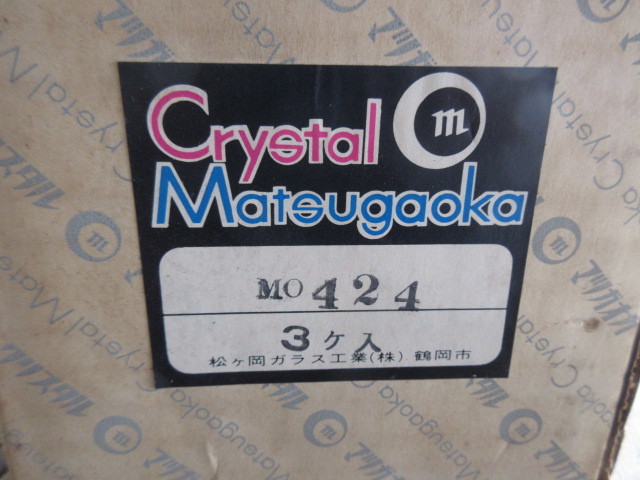 Crystal
m
Matsugaoka
MO 424
3ケ入
松ヶ岡ガラス工業(株) 鶴岡市